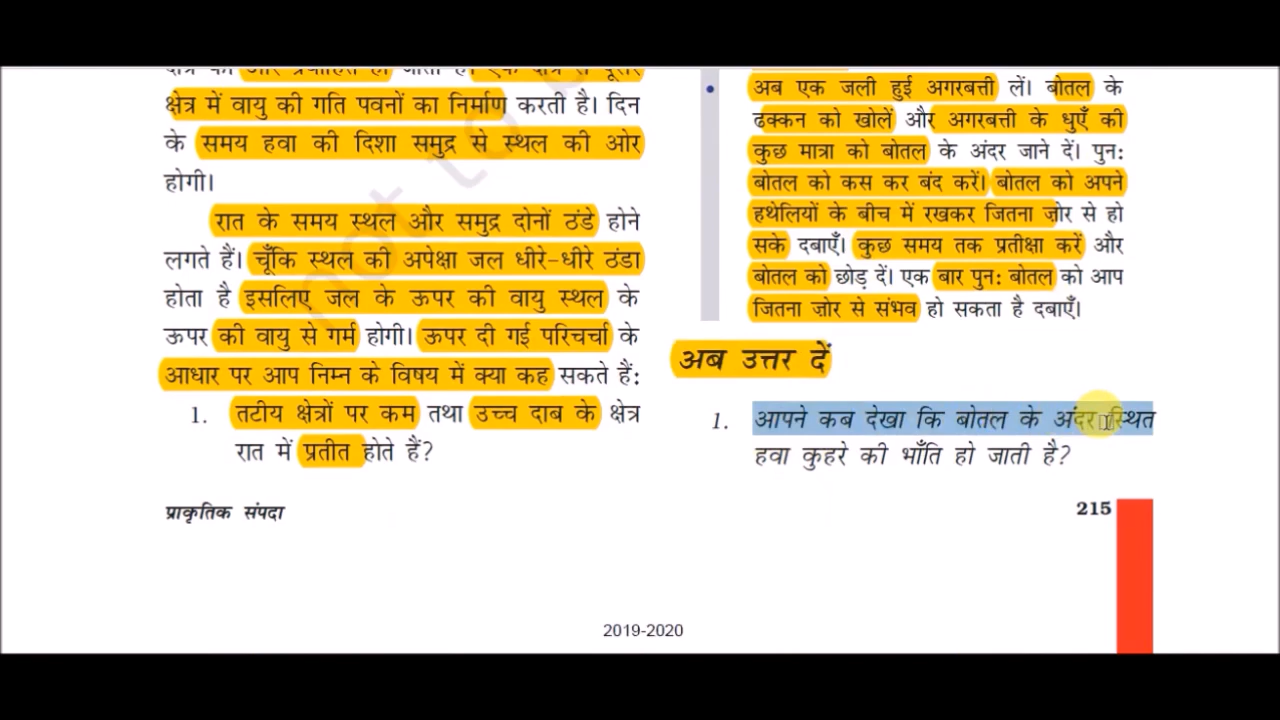 क्षेत्र में वायु की गति पवनों का निर्माण करती है। दिन
के समय हवा की दिशा समुद्र से स्थल की ओर
होगी।
रात के समय स्थल और समुद्र दोनों ठंडे होने
लगते हैं। चूँकि स्थल की अपेक्षा जल धीरे-धीरे ठंडा
होता है इसलिए जल के ऊपर की वायु स्थल के
ऊपर की वायु से गर्म होगी। ऊपर दी गई परिचर्चा के
आधार पर आप निम्न के विषय में क्या कह सकते हैं:
1. तटीय क्षेत्रों पर कम तथा उच्च दाब के क्षेत्र
रात में प्रतीत होते हैं?
प्राकृतिक संपदा
• अब एक जली हुई अगरबत्ती लें। बोतल के
ढक्कन को खोलें और अगरबत्ती के धुएँ की
कुछ मात्रा को बोतल के अंदर जाने दें। पुन:
बोतल को कस कर बंद करें। बोतल को अपने
हथेलियों के बीच में रखकर जितना ज़ोर से हो
सके दबाएँ। कुछ समय तक प्रतीक्षा करें और
बोतल को छोड़ दें। एक बार पुन: बोतल को आप
जितना ज़ोर से संभव हो सकता है दबाएँ।
अब उत्तर दें
1. आपने कब देखा कि बोतल के अंदर स्थित
हवा कुहरे की भाँति हो जाती है?
215
2019-2020
not to b